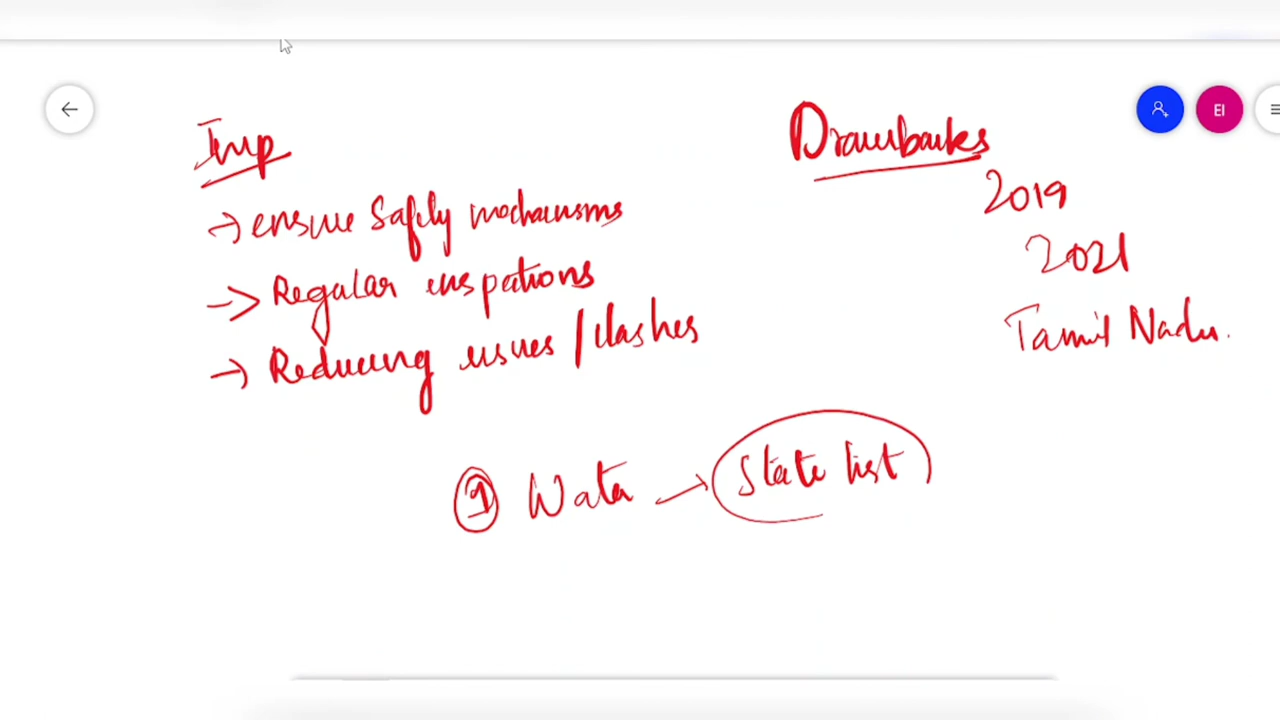 Imp
→ ensure Safety mechanisms
→ Regular inspections
→ Reducing issues / clashes
Drawbacks
2019
2021
Tamil Nadu.
① Water → State list
EI